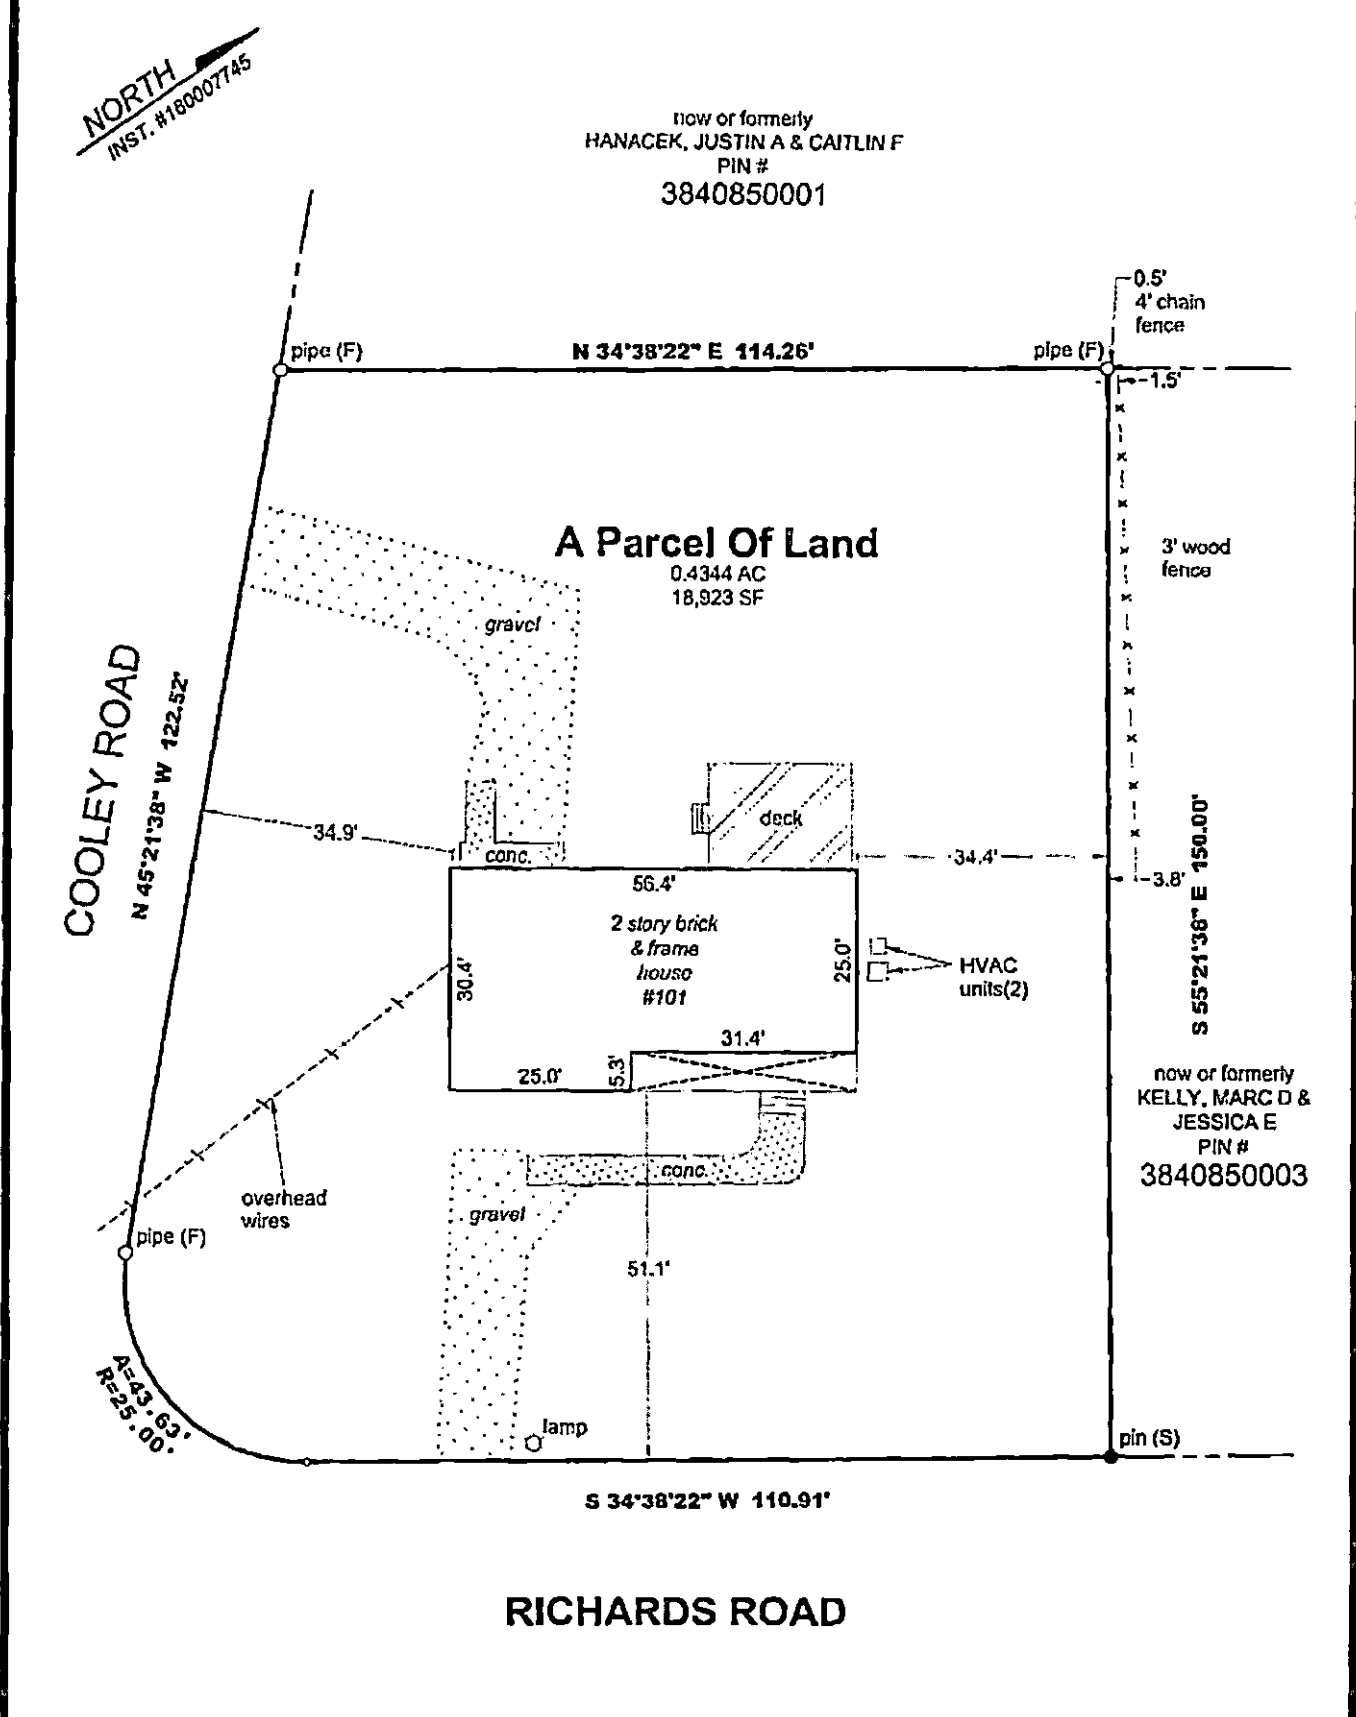 NORTH
INST. #180007745
now or formerly
HANACEK, JUSTIN A & CAITLIN F
PIN #
3840850001
0.5'
4' chain
fence
pipe (F)
N 34°38'22" E 114.26'
pipe (F)
1.5'
A Parcel Of Land
0.4344 AC
18,923 SF
3' wood
fence
gravel
COOLEY ROAD
N 45°21'38" W 122.52'
34.9'
conc.
deck
34.4'
3.8'
S 55°21'38" E 150.00'
56.4'
2 story brick
& frame
house
#101
30.4'
25.0'
HVAC
units(2)
31.4'
25.0'
5.3'
now or formerly
KELLY, MARC D &
JESSICA E
PIN #
3840850003
conc.
overhead
wires
gravel
pipe (F)
51.1'
A=43.63'
R=25.00'
lamp
pin (S)
S 34°38'22" W 110.91'
RICHARDS ROAD